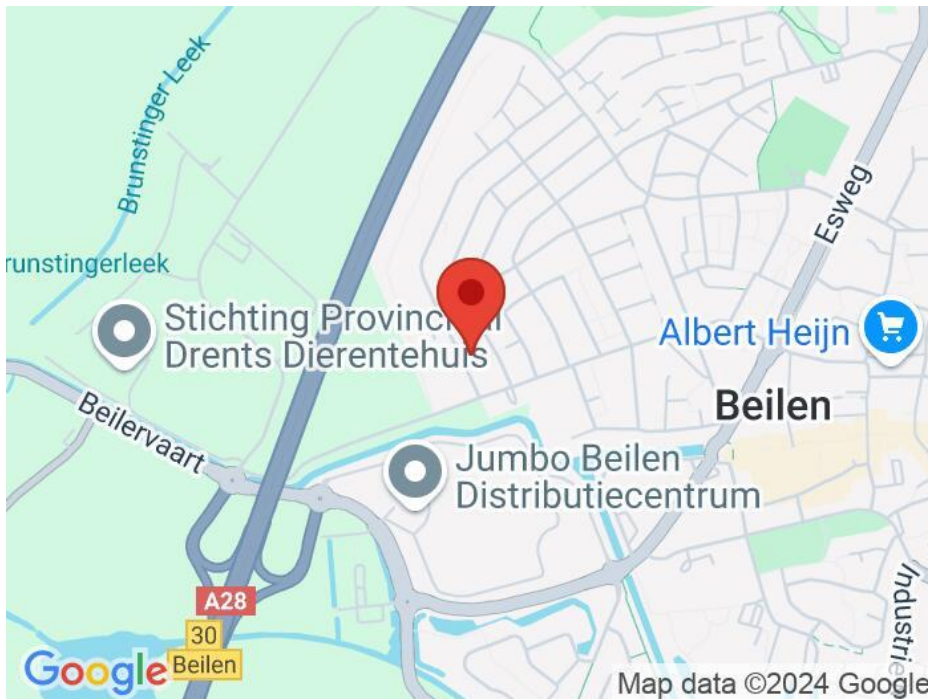 Brunstinger Leek
Esweg
runstingerleek
Stichting Provinc
Drents Dierentehuis
Albert Heijn
Beilen
Beilervaart
Jumbo Beilen
Distributiecentrum
A28
30
Beilen
Industrie
Google
Map data ©2024 Google